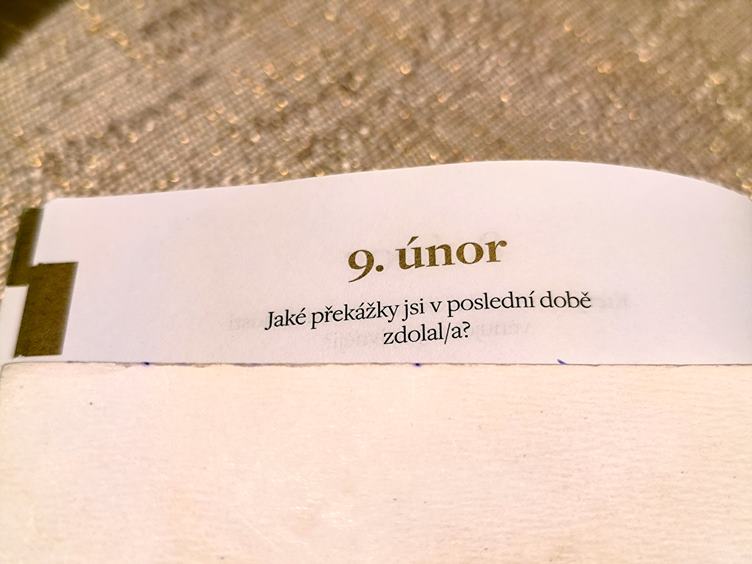 9. únor
Jaké překážky jsi v poslední době
zdolal/a?